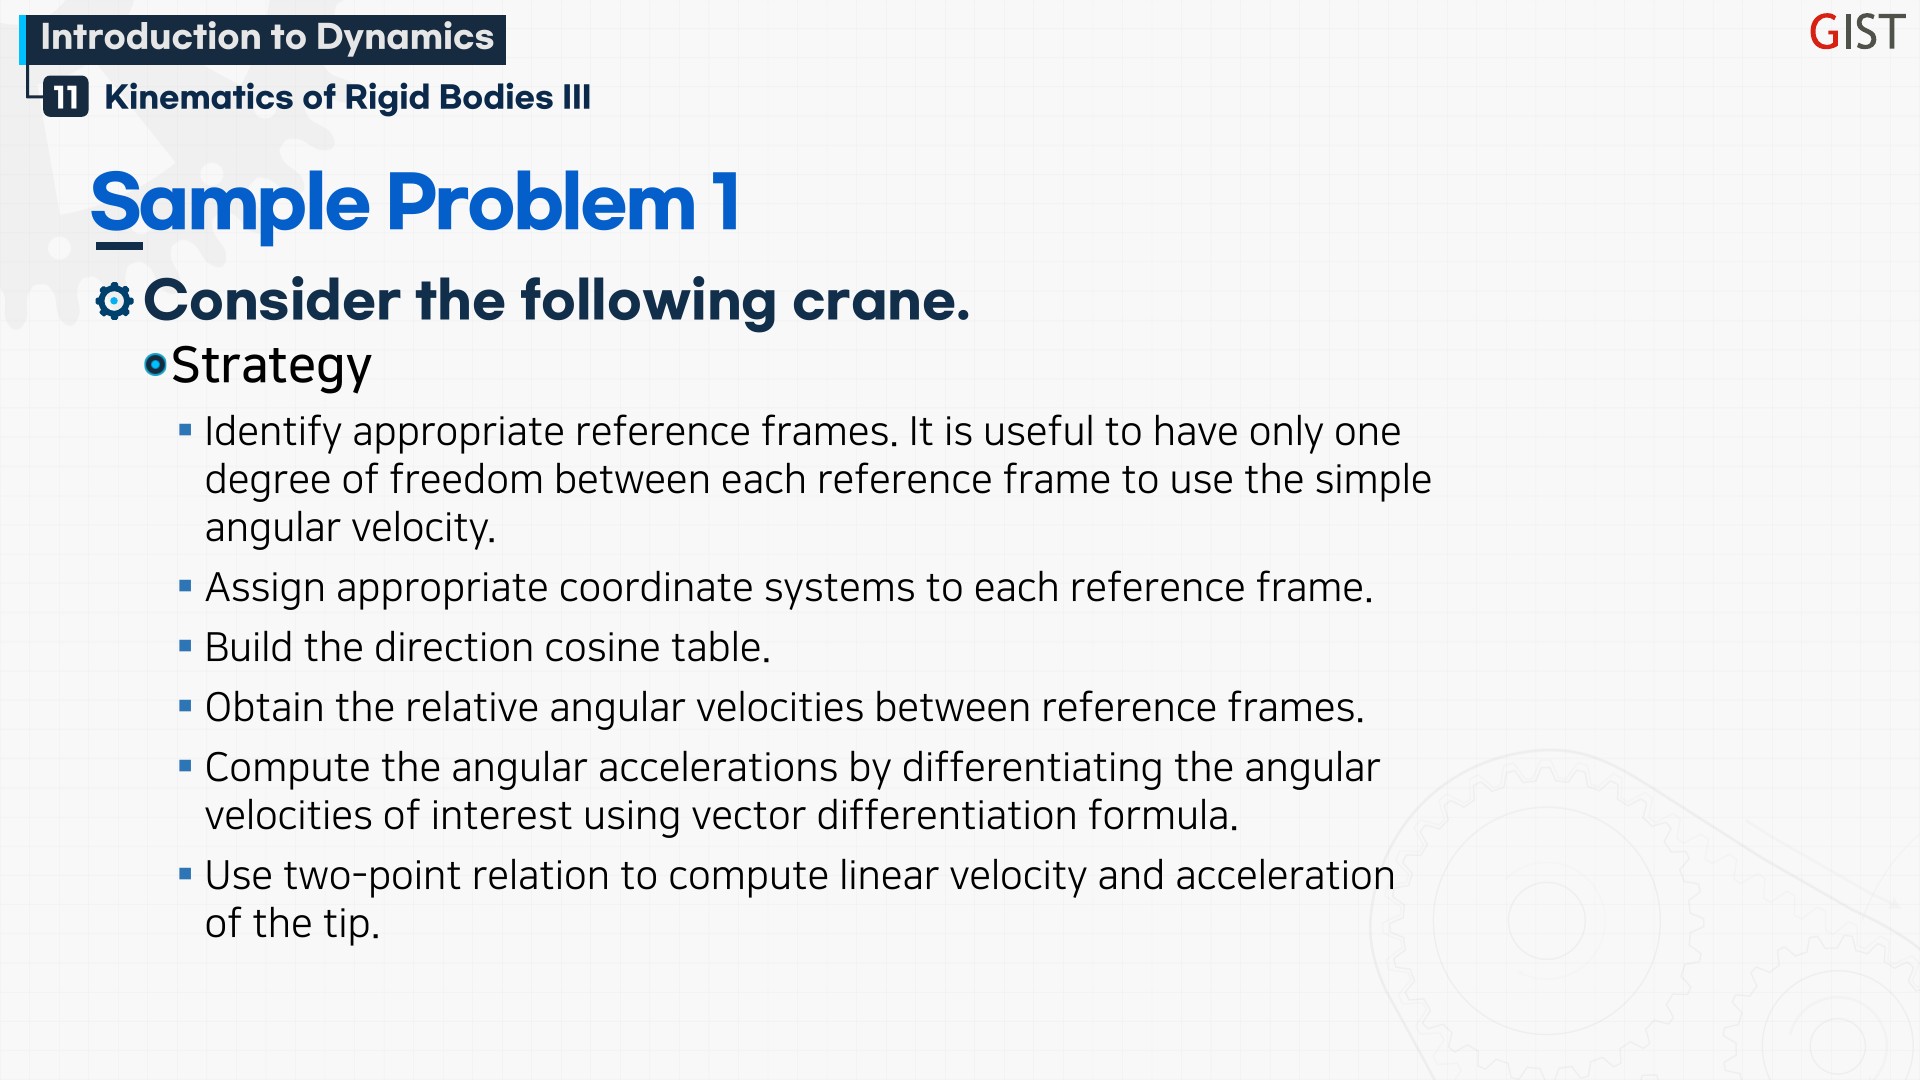 Introduction to Dynamics
GIST
11 Kinematics of Rigid Bodies III
Sample Problem 1
Consider the following crane.
Strategy
Identify appropriate reference frames. It is useful to have only one
degree of freedom between each reference frame to use the simple
angular velocity.
Assign appropriate coordinate systems to each reference frame.
Build the direction cosine table.
Obtain the relative angular velocities between reference frames.
Compute the angular accelerations by differentiating the angular
velocities of interest using vector differentiation formula.
Use two-point relation to compute linear velocity and acceleration
of the tip.